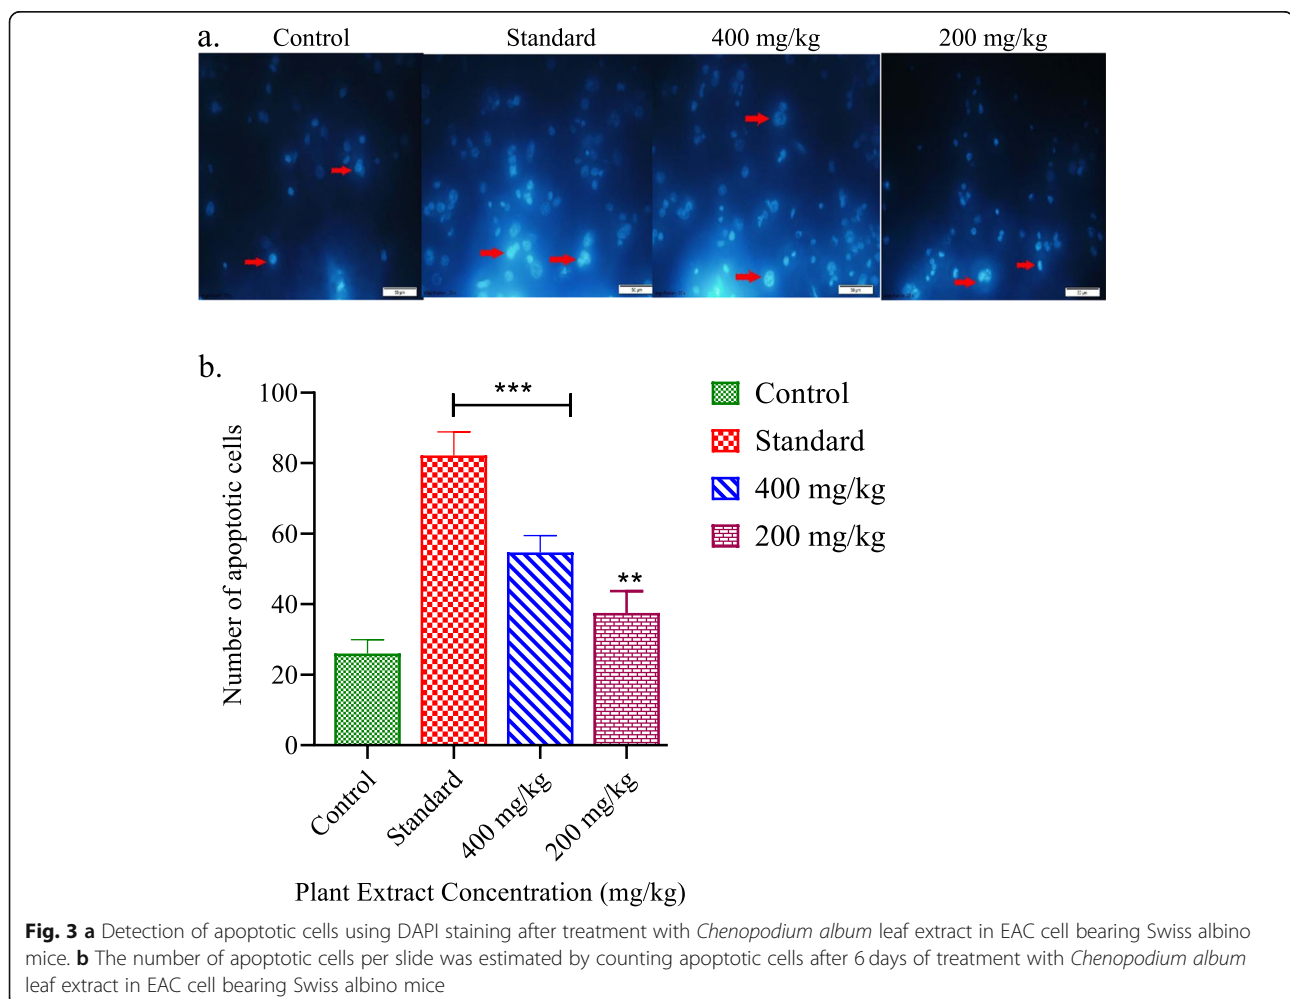 a.
Control
Standard
400 mg/kg
200 mg/kg
50 µm
b.
***
**
Number of apoptotic cells
100
80
60
40
20
0
Control
Standard
400 mg/kg
200 mg/kg
Plant Extract Concentration (mg/kg)
Control
Standard
400 mg/kg
200 mg/kg
Fig. 3 a Detection of apoptotic cells using DAPI staining after treatment with Chenopodium album leaf extract in EAC cell bearing Swiss albino
mice. b The number of apoptotic cells per slide was estimated by counting apoptotic cells after 6 days of treatment with Chenopodium album
leaf extract in EAC cell bearing Swiss albino mice